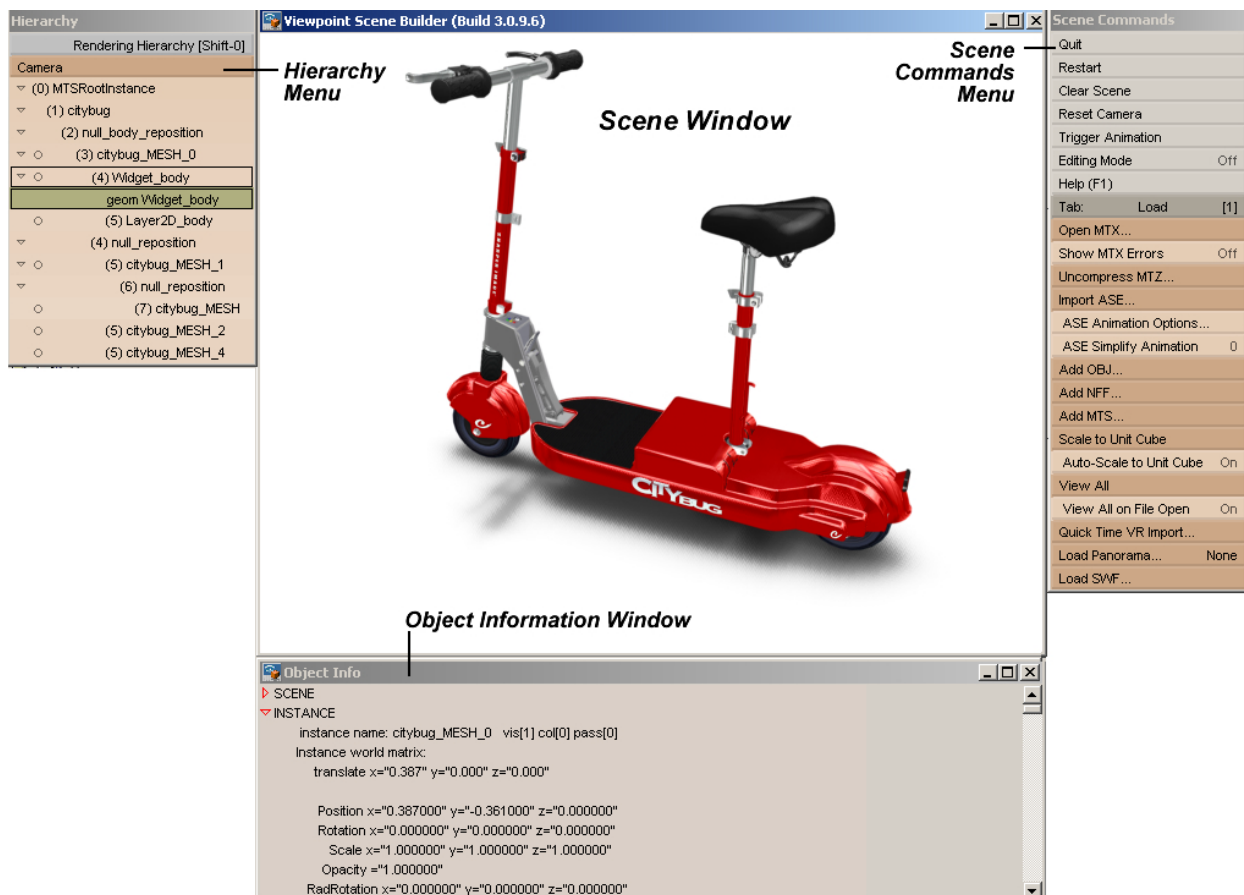 Hierarchy
Rendering Hierarchy [Shift-0]
Camera
(0) MTSRootInstance
(1) citybug
(2) null_body_reposition
(3) citybug_MESH_0
(4) Widget_body
geom Widget_body
(5) Layer2D_body
(4) null_reposition
(5) citybug_MESH_1
(6) null_reposition
(7) citybug_MESH
(5) citybug_MESH_2
(5) citybug_MESH_4
Hierarchy
Menu
Viewpoint Scene Builder (Build 3.0.9.6)
Scene
Commands
Menu
Scene Window
SHARPER IMAGE
CITYBUG
Object Information Window
Scene Commands
Quit
Restart
Clear Scene
Reset Camera
Trigger Animation
Editing Mode Off
Help (F1)
Tab: Load [1]
Open MTX...
Show MTX Errors Off
Uncompress MTZ...
Import ASE...
ASE Animation Options...
ASE Simplify Animation 0
Add OBJ...
Add NFF...
Add MTS...
Scale to Unit Cube
Auto-Scale to Unit Cube On
View All
View All on File Open On
Quick Time VR Import...
Load Panorama... None
Load SWF...
Object Info
SCENE
INSTANCE
instance name: citybug_MESH_0 vis[1] col[0] pass[0]
Instance world matrix:
translate x="0.387" y="0.000" z="0.000"
Position x="0.387000" y="-0.361000" z="0.000000"
Rotation x="0.000000" y="0.000000" z="0.000000"
Scale x="1.000000" y="1.000000" z="1.000000"
Opacity ="1.000000"
RadRotation x="0.000000" y="0.000000" z="0.000000"